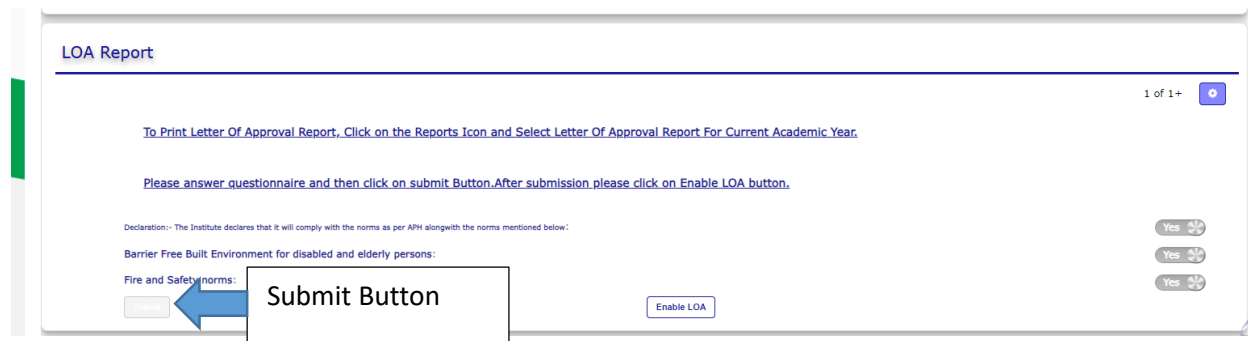 LOA Report
1 of 1+
To Print Letter Of Approval Report, Click on the Reports Icon and Select Letter Of Approval Report For Current Academic Year.
Please answer questionnaire and then click on submit Button.After submission please click on Enable LOA button.
Declaration:- The Institute declares that it will comply with the norms as per APH alongwith the norms mentioned below:
Yes
Barrier Free Built Environment for disabled and elderly persons:
Yes
Fire and Safety norms:
Yes
Submit
Submit Button
Enable LOA